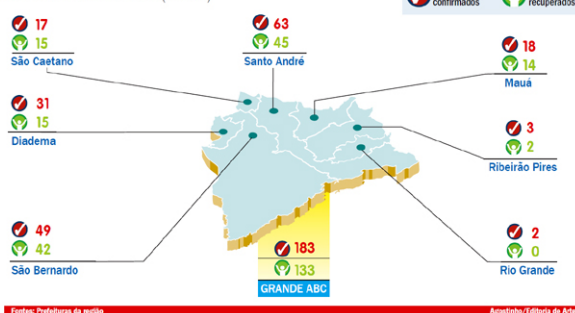 confirmados
recuperados
17
15
São Caetano
63
45
Santo André
18
14
Mauá
31
15
Diadema
3
2
Ribeirão Pires
49
42
São Bernardo
183
133
GRANDE ABC
2
0
Rio Grande
Fontes: Prefeituras da região
Agostinho/Editoria de Arte